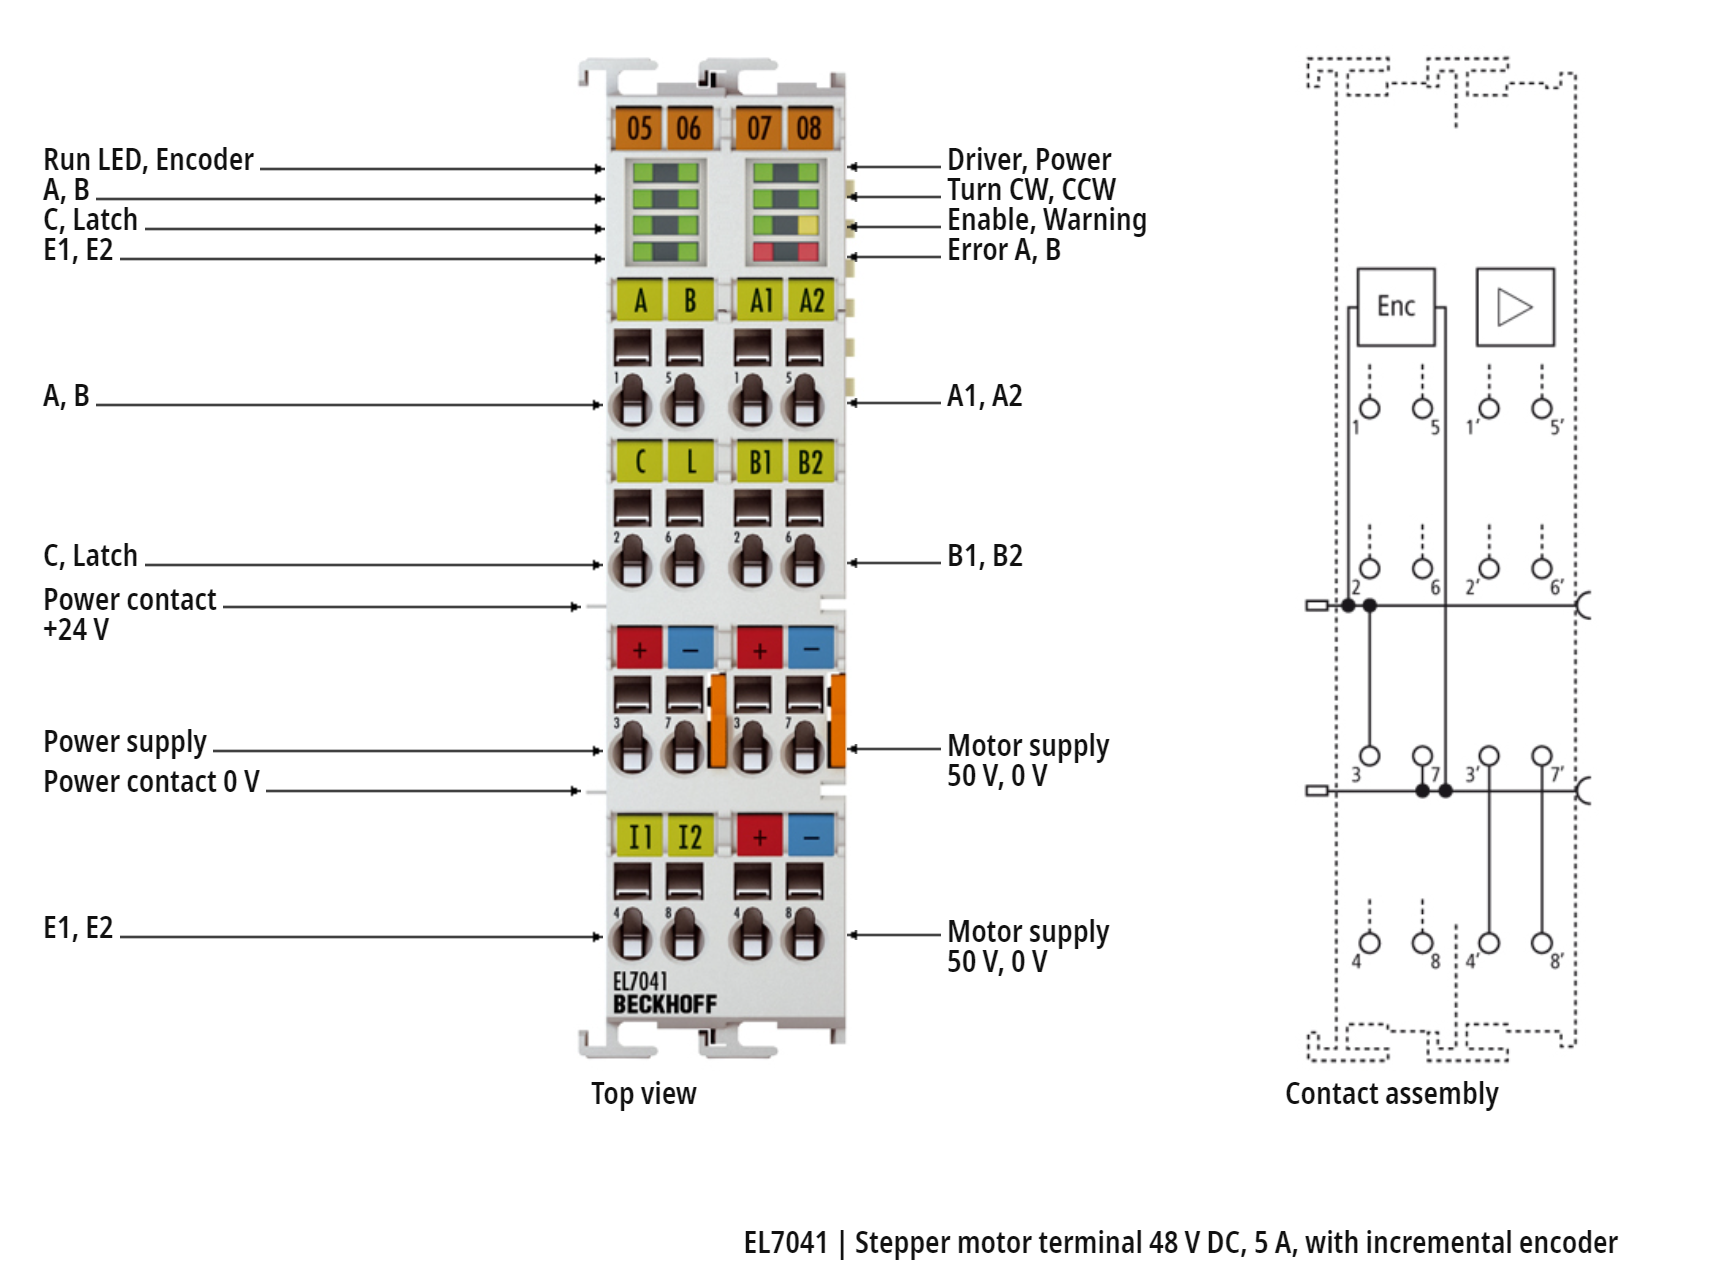 Run LED, Encoder
A, B
C, Latch
E1, E2
A, B
C, Latch
Power contact
+24 V
Power supply
Power contact 0 V
E1, E2
05 06 07 08
A B A1 A2
1 5 1 5
C L B1 B2
2 6 2 6
+ − + −
3 7 3 7
I1 I2 + −
4 8 4 8
EL7041
BECKHOFF
Top view
Driver, Power
Turn CW, CCW
Enable, Warning
Error A, B
A1, A2
B1, B2
Motor supply
50 V, 0 V
Motor supply
50 V, 0 V
Enc
1 5 1′ 5′
2 6 2′ 6′
3 7 3′ 7′
4 8 4′ 8′
Contact assembly
EL7041 | Stepper motor terminal 48 V DC, 5 A, with incremental encoder